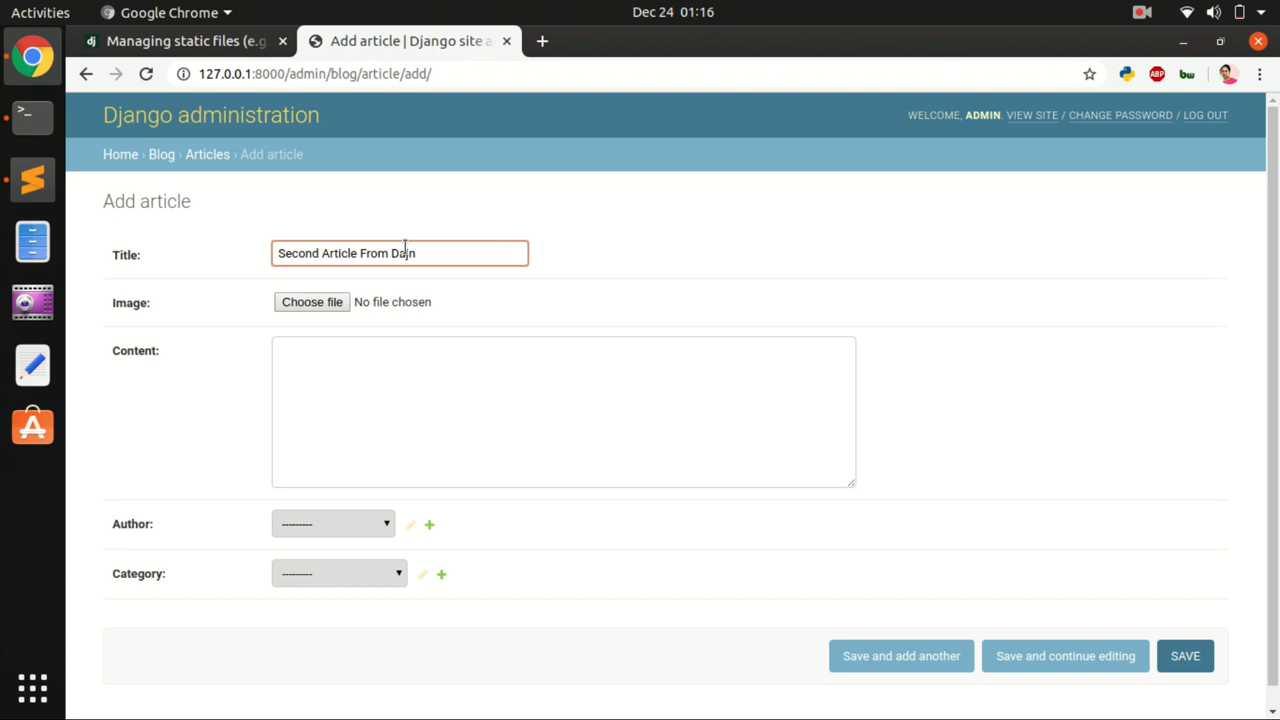 Activities
Google Chrome
Dec 24 01:16
dj
Managing static files (e.g
Add article | Django site a
127.0.0.1:8000/admin/blog/article/add/
ABP
Django administration
WELCOME, ADMIN. VIEW SITE / CHANGE PASSWORD / LOG OUT
Home › Blog › Articles › Add article
Add article
Title:
Second Article From Dajn
Image:
Choose file
No file chosen
Content:
Author:
---------
Category:
---------
Save and add another
Save and continue editing
SAVE